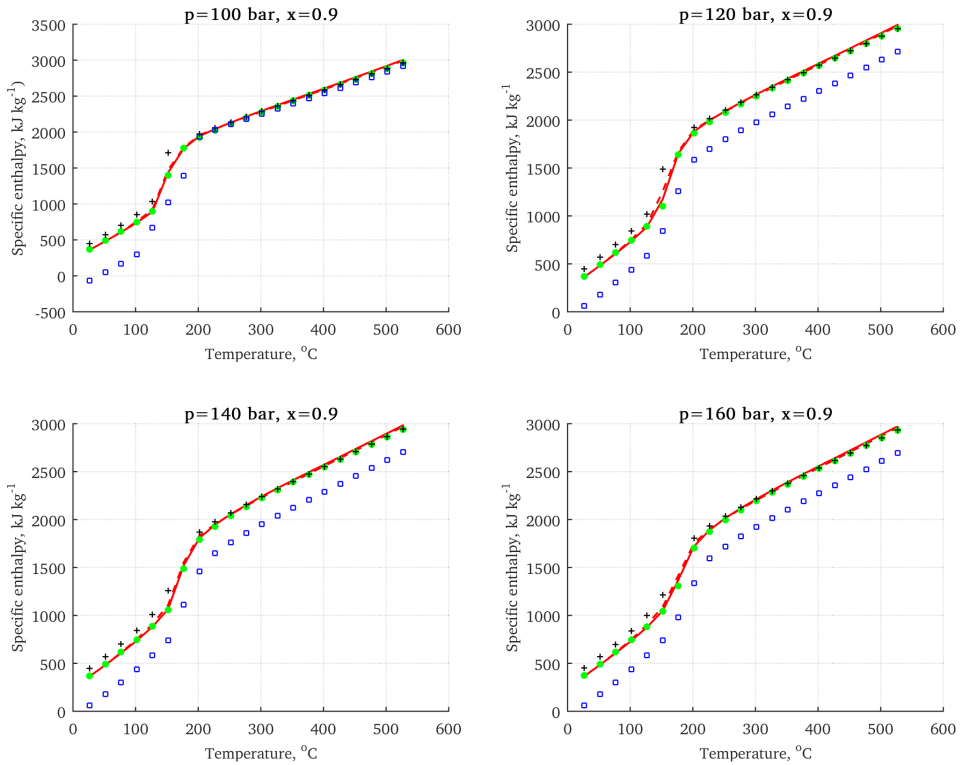 p=100 bar, x=0.9
Specific enthalpy, kJ kg⁻¹)
3500
3000
2500
2000
1500
1000
500
0
-500
0 100 200 300 400 500 600
Temperature, °C
p=120 bar, x=0.9
Specific enthalpy, kJ kg⁻¹
3000
2500
2000
1500
1000
500
0
0 100 200 300 400 500 600
Temperature, °C
p=140 bar, x=0.9
Specific enthalpy, kJ kg⁻¹
3000
2500
2000
1500
1000
500
0
0 100 200 300 400 500 600
Temperature, °C
p=160 bar, x=0.9
Specific enthalpy, kJ kg⁻¹
3000
2500
2000
1500
1000
500
0
0 100 200 300 400 500 600
Temperature, °C